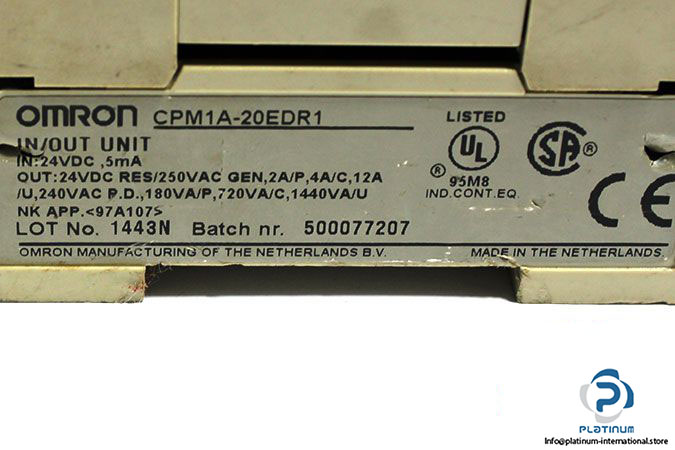 OMRON CPM1A-20EDR1
IN/OUT UNIT
IN:24VDC ,5mA
OUT:24VDC RES/250VAC GEN,2A/P,4A/C,12A
/U,240VAC P.D.,180VA/P,720VA/C,1440VA/U
NK APP.<97A107>
LOT No. 1443N Batch nr. 500077207
OMRON MANUFACTURING OF THE NETHERLANDS B.V. MADE IN THE NETHERLANDS.
LISTED
UL
®
95M8
IND.CONT.EQ.
SA ®
CE
P
PLATINUM
Info@platinum-international.store